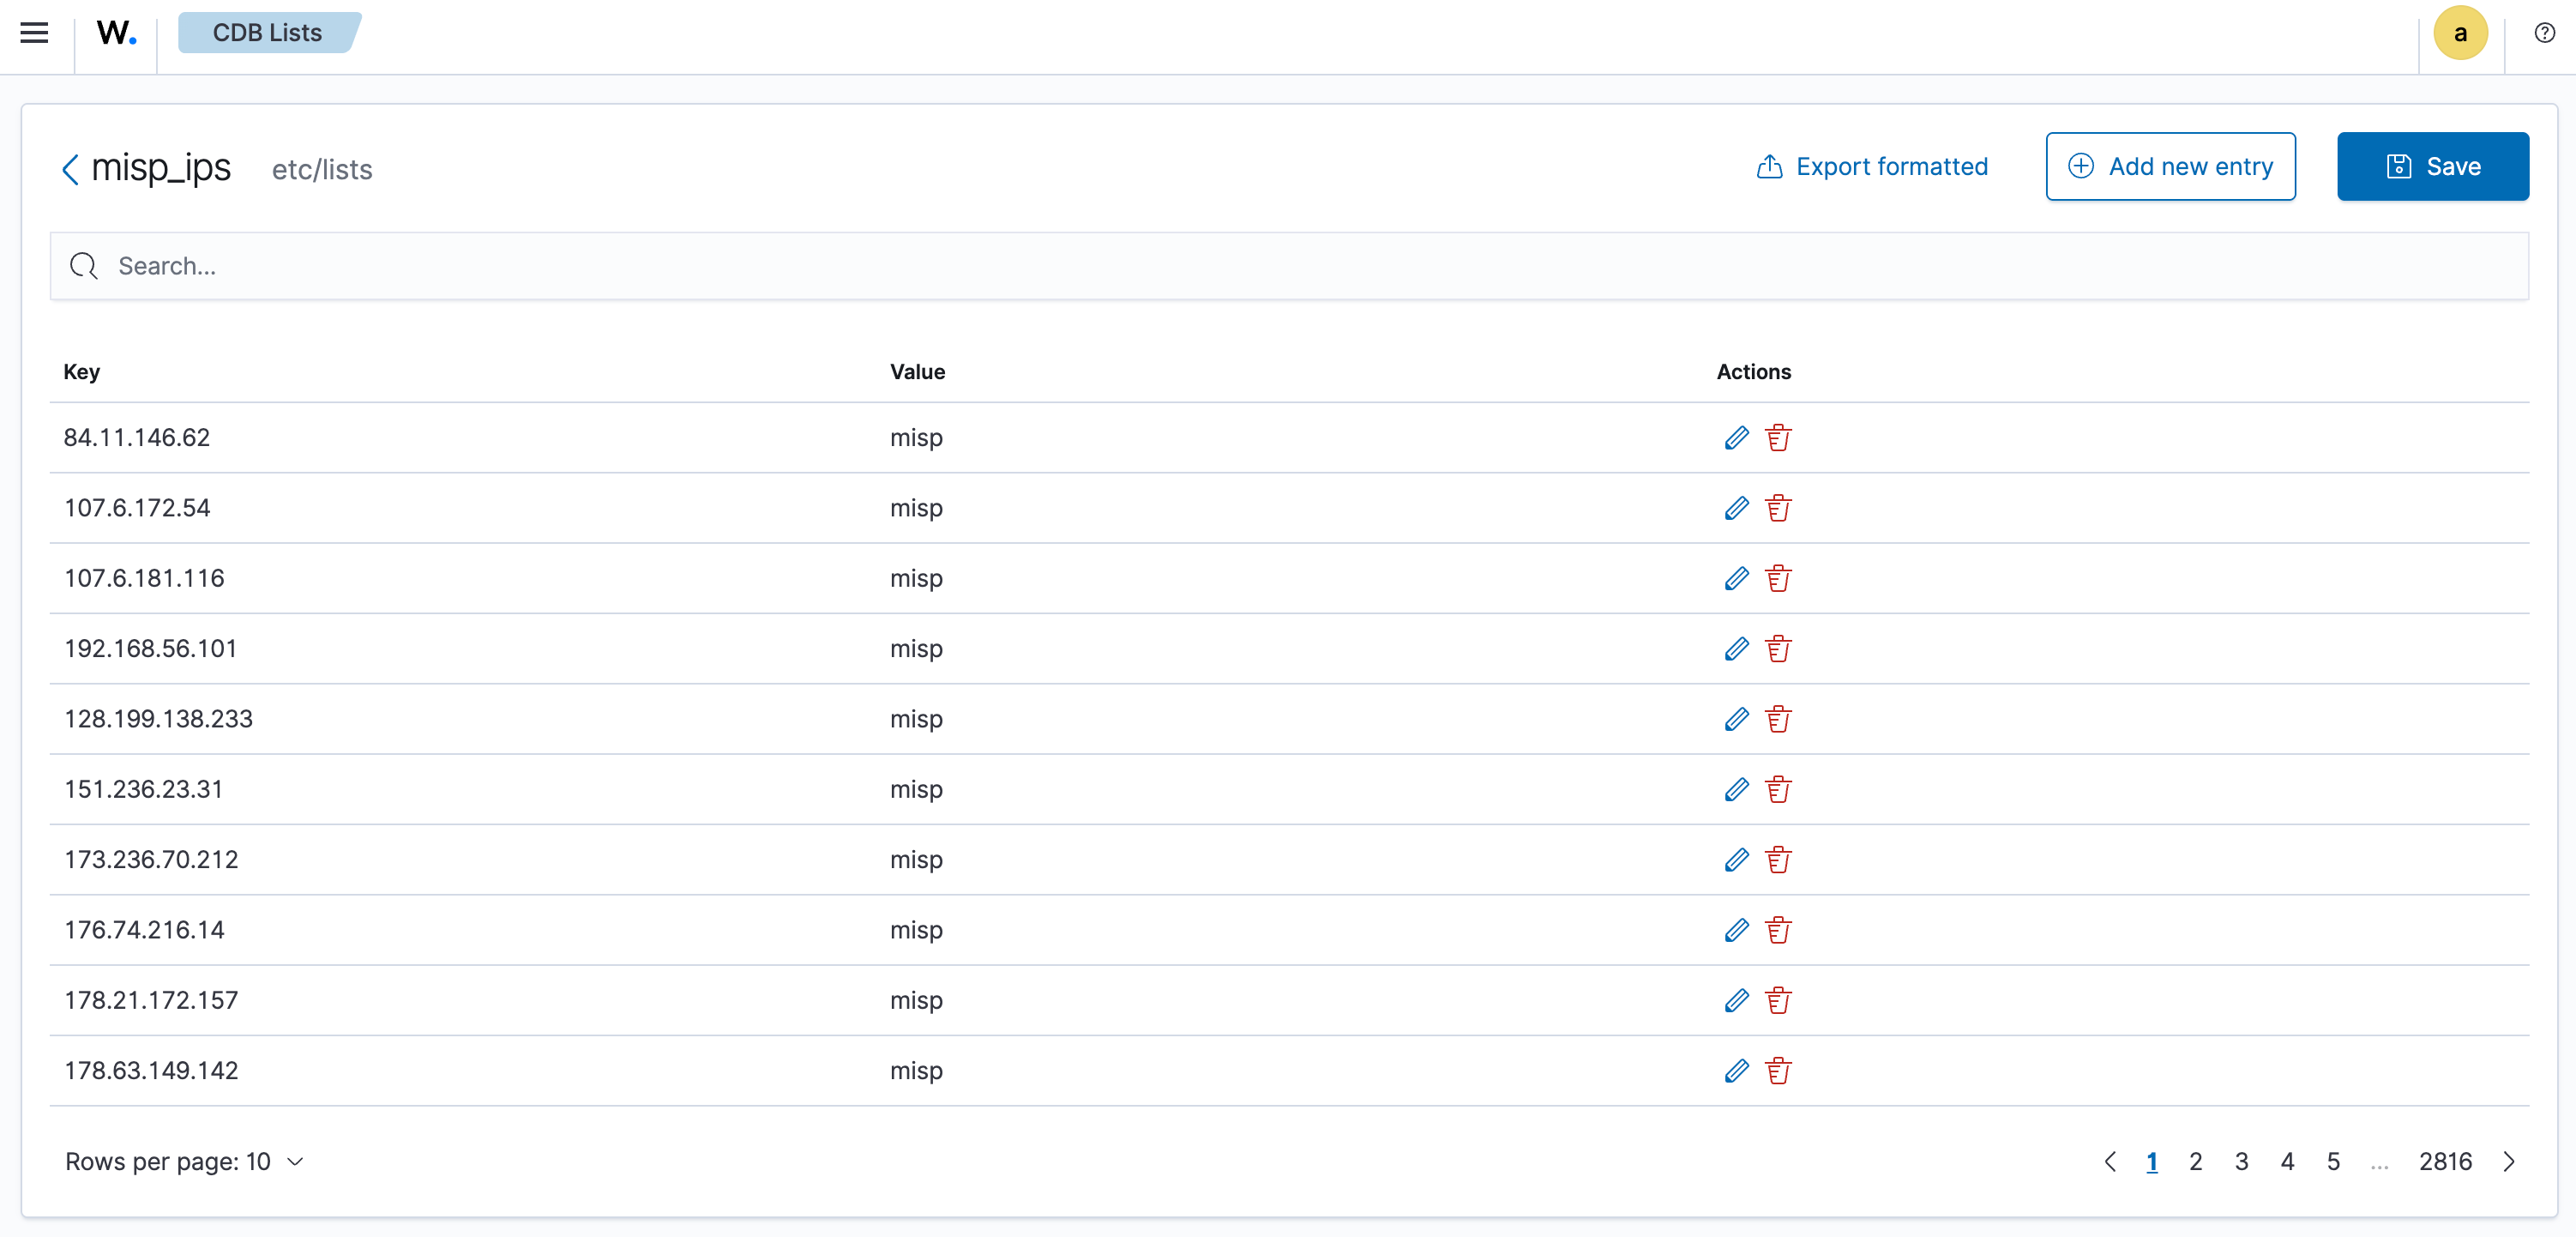 W. CDB Lists a
misp_ips etc/lists Export formatted Add new entry Save
Search...
Key Value Actions
84.11.146.62 misp
107.6.172.54 misp
107.6.181.116 misp
192.168.56.101 misp
128.199.138.233 misp
151.236.23.31 misp
173.236.70.212 misp
176.74.216.14 misp
178.21.172.157 misp
178.63.149.142 misp
Rows per page: 10 1 2 3 4 5 ... 2816